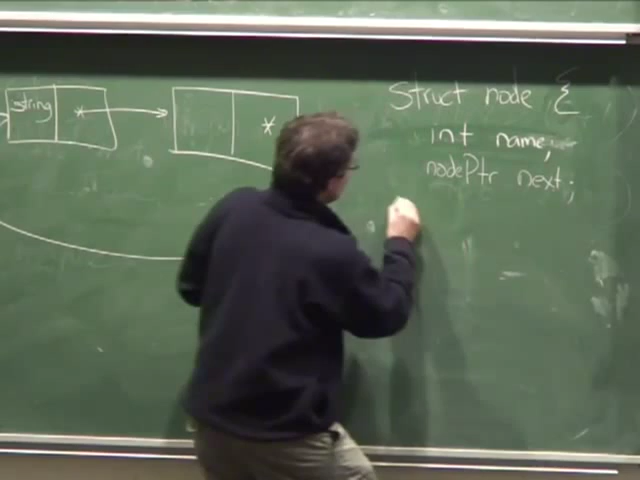 string *
*
Struct node {
int name;
nodePtr next;